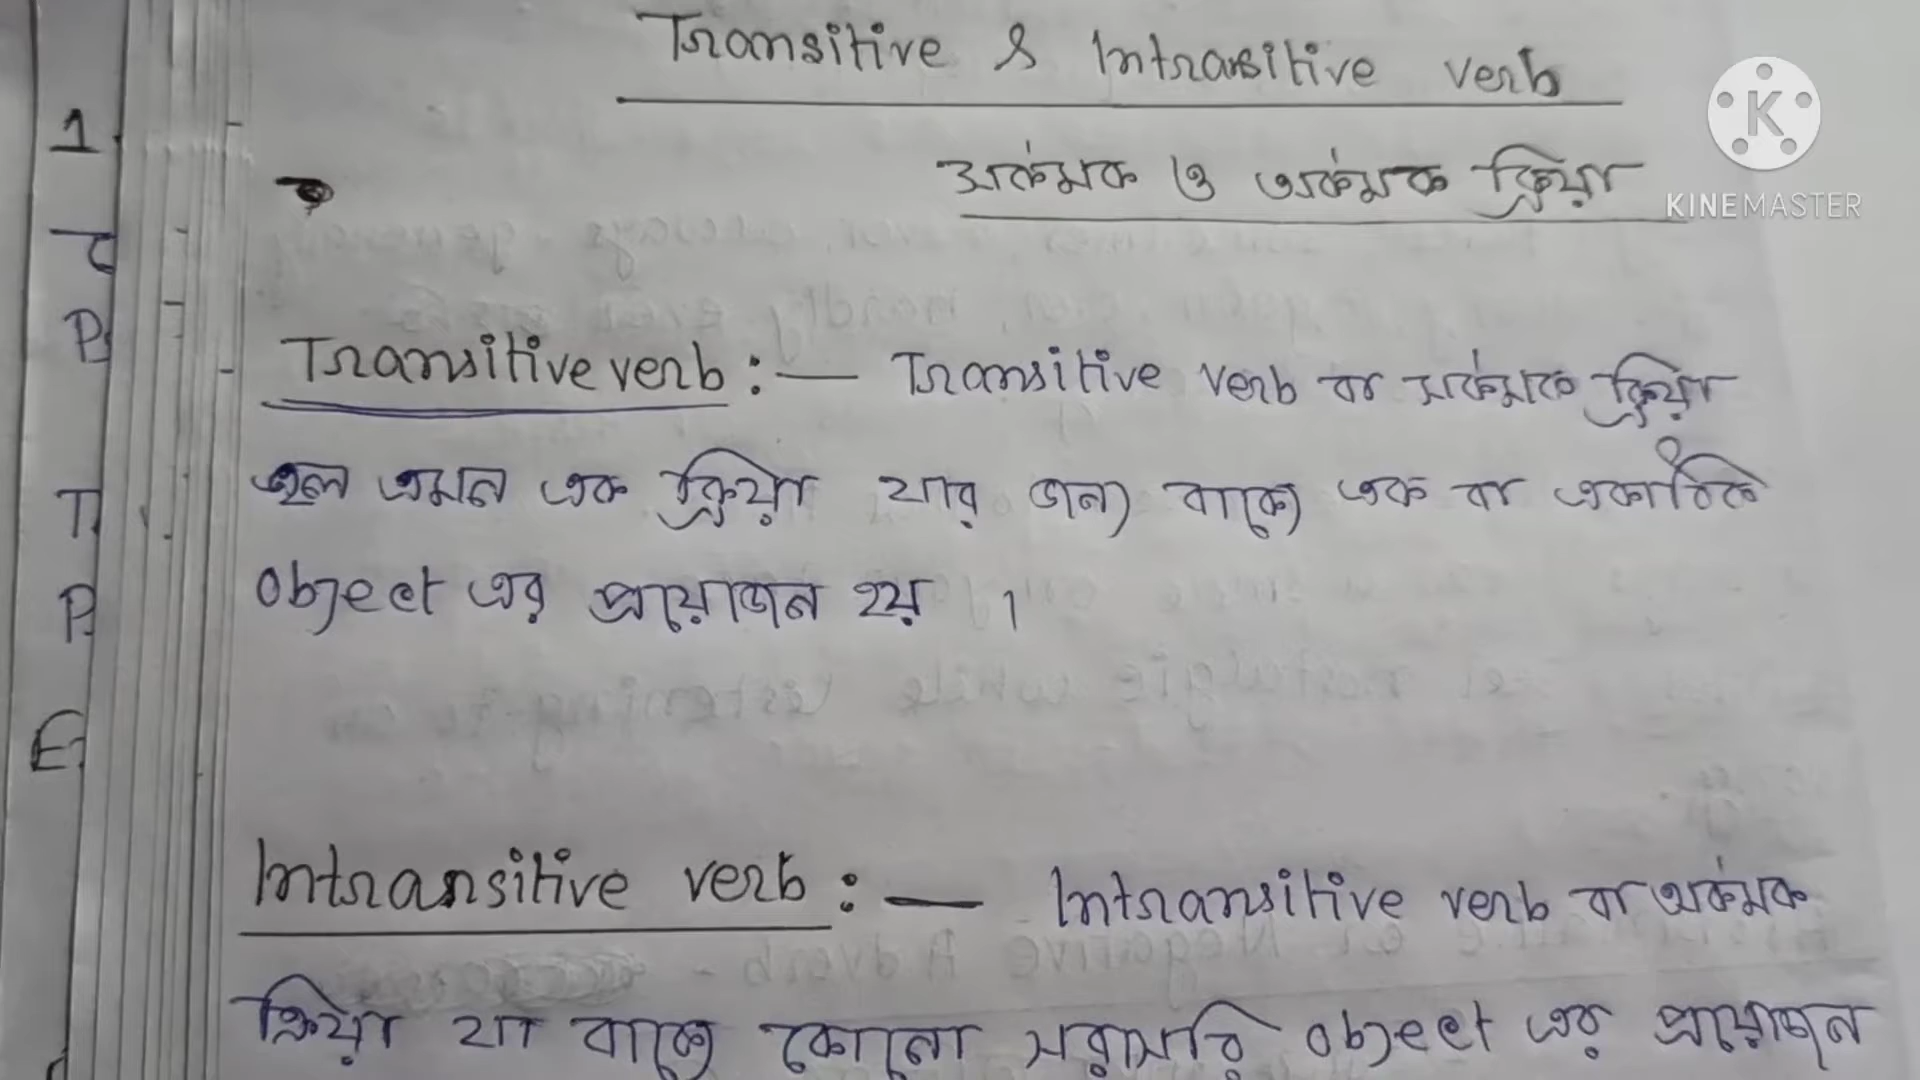 Transitive & Intransitive verb
সকর্মক ও অকর্মক ক্রিয়া
KINEMASTER
1
T
P
T
P
E
Transitive verb :— Transitive verb বা সকর্মক ক্রিয়া
হল এমন এক ক্রিয়া যার জন্য বাক্যে এক বা একাধিক
object এর প্রয়োজন হয় ।
Intransitive verb :— Intransitive verb বা অকর্মক
ক্রিয়া যা বাক্যে কোনো সরাসরি object এর প্রয়োজন